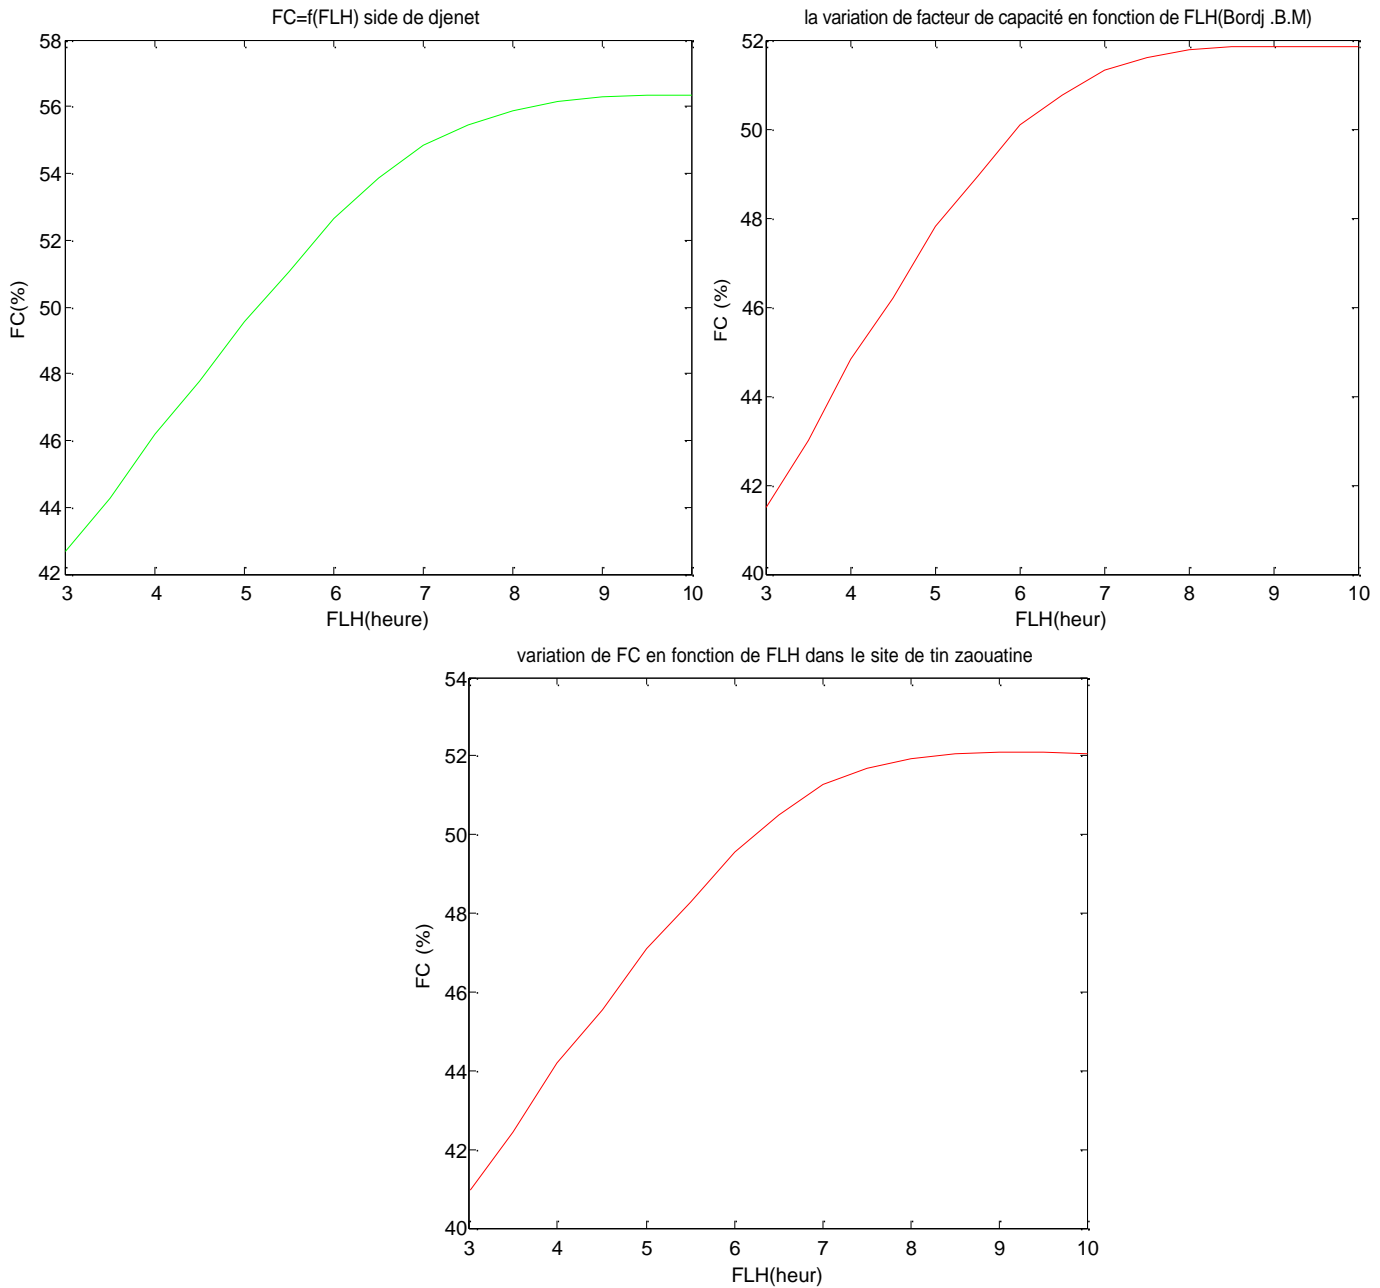 FC=f(FLH) side de djenet
58
56
54
52
50
48
46
44
42
FC(%)
3 4 5 6 7 8 9 10
FLH(heure)
la variation de facteur de capacité en fonction de FLH(Bordj .B.M)
52
50
48
46
44
42
40
FC (%)
3 4 5 6 7 8 9 10
FLH(heur)
variation de FC en fonction de FLH dans le site de tin zaouatine
54
52
50
48
46
44
42
40
FC (%)
3 4 5 6 7 8 9 10
FLH(heur)